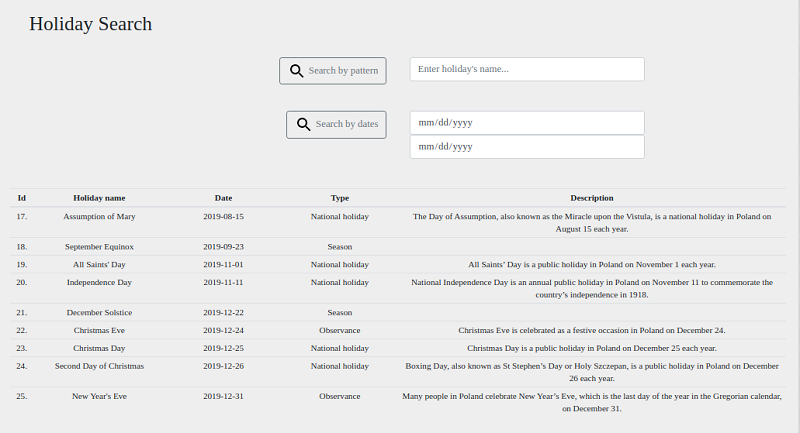 Holiday Search
Search by pattern Enter holiday's name...
Search by dates mm/dd/yyyy
mm/dd/yyyy
Id Holiday name Date Type Description
17. Assumption of Mary 2019-08-15 National holiday The Day of Assumption, also known as the Miracle upon the Vistula, is a national holiday in Poland on
August 15 each year.
18. September Equinox 2019-09-23 Season
19. All Saints' Day 2019-11-01 National holiday All Saints’ Day is a public holiday in Poland on November 1 each year.
20. Independence Day 2019-11-11 National holiday National Independence Day is an annual public holiday in Poland on November 11 to commemorate the
country’s independence in 1918.
21. December Solstice 2019-12-22 Season
22. Christmas Eve 2019-12-24 Observance Christmas Eve is celebrated as a festive occasion in Poland on December 24.
23. Christmas Day 2019-12-25 National holiday Christmas Day is a public holiday in Poland on December 25 each year.
24. Second Day of Christmas 2019-12-26 National holiday Boxing Day, also known as St Stephen’s Day or Holy Szczepan, is a public holiday in Poland on December
26 each year.
25. New Year's Eve 2019-12-31 Observance Many people in Poland celebrate New Year’s Eve, which is the last day of the year in the Gregorian calendar,
on December 31.